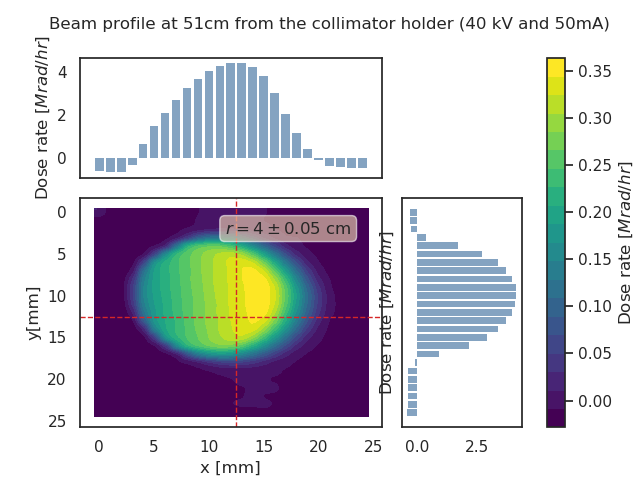 Beam profile at 51cm from the collimator holder (40 kV and 50mA)
Dose rate [Mrad/hr]
4
2
0
r = 4 ± 0.05 cm
y[mm]
0
5
10
15
20
25
0 5 10 15 20 25
x [mm]
Dose rate [Mrad/hr]
0.0 2.5
0.35
0.30
0.25
0.20
0.15
0.10
0.05
0.00
Dose rate [Mrad/hr]